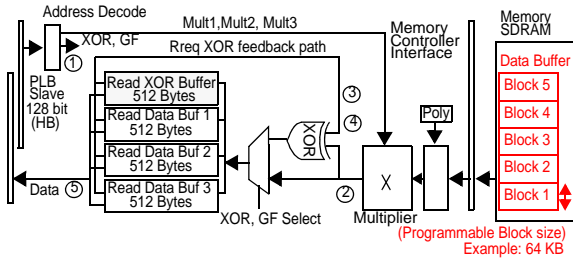 Address Decode
Mult1,Mult2, Mult3
Memory
SDRAM
XOR, GF
Memory
Controller
Interface
1
Rreq XOR feedback path
Data Buffer
PLB
Slave
128 bit
(HB)
Read XOR Buffer
512 Bytes
3
Block 5
Read Data Buf 1
512 Bytes
4
Poly
Block 4
XOR
Block 3
Read Data Buf 2
512 Bytes
Block 2
Data 5
Read Data Buf 3
512 Bytes
2
X
Block 1
XOR, GF Select
Multiplier
(Programmable Block size)
Example: 64 KB